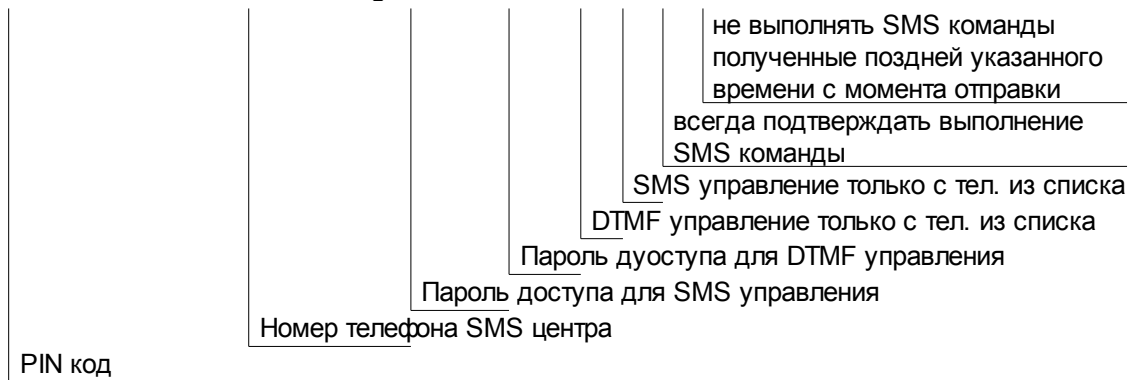 не выполнять SMS команды
полученные поздней указанного
времени с момента отправки
всегда подтверждать выполнение
SMS команды
SMS управление только с тел. из списка
DTMF управление только с тел. из списка
Пароль дуоступа для DTMF управления
Пароль доступа для SMS управления
Номер телефона SMS центра
PIN код